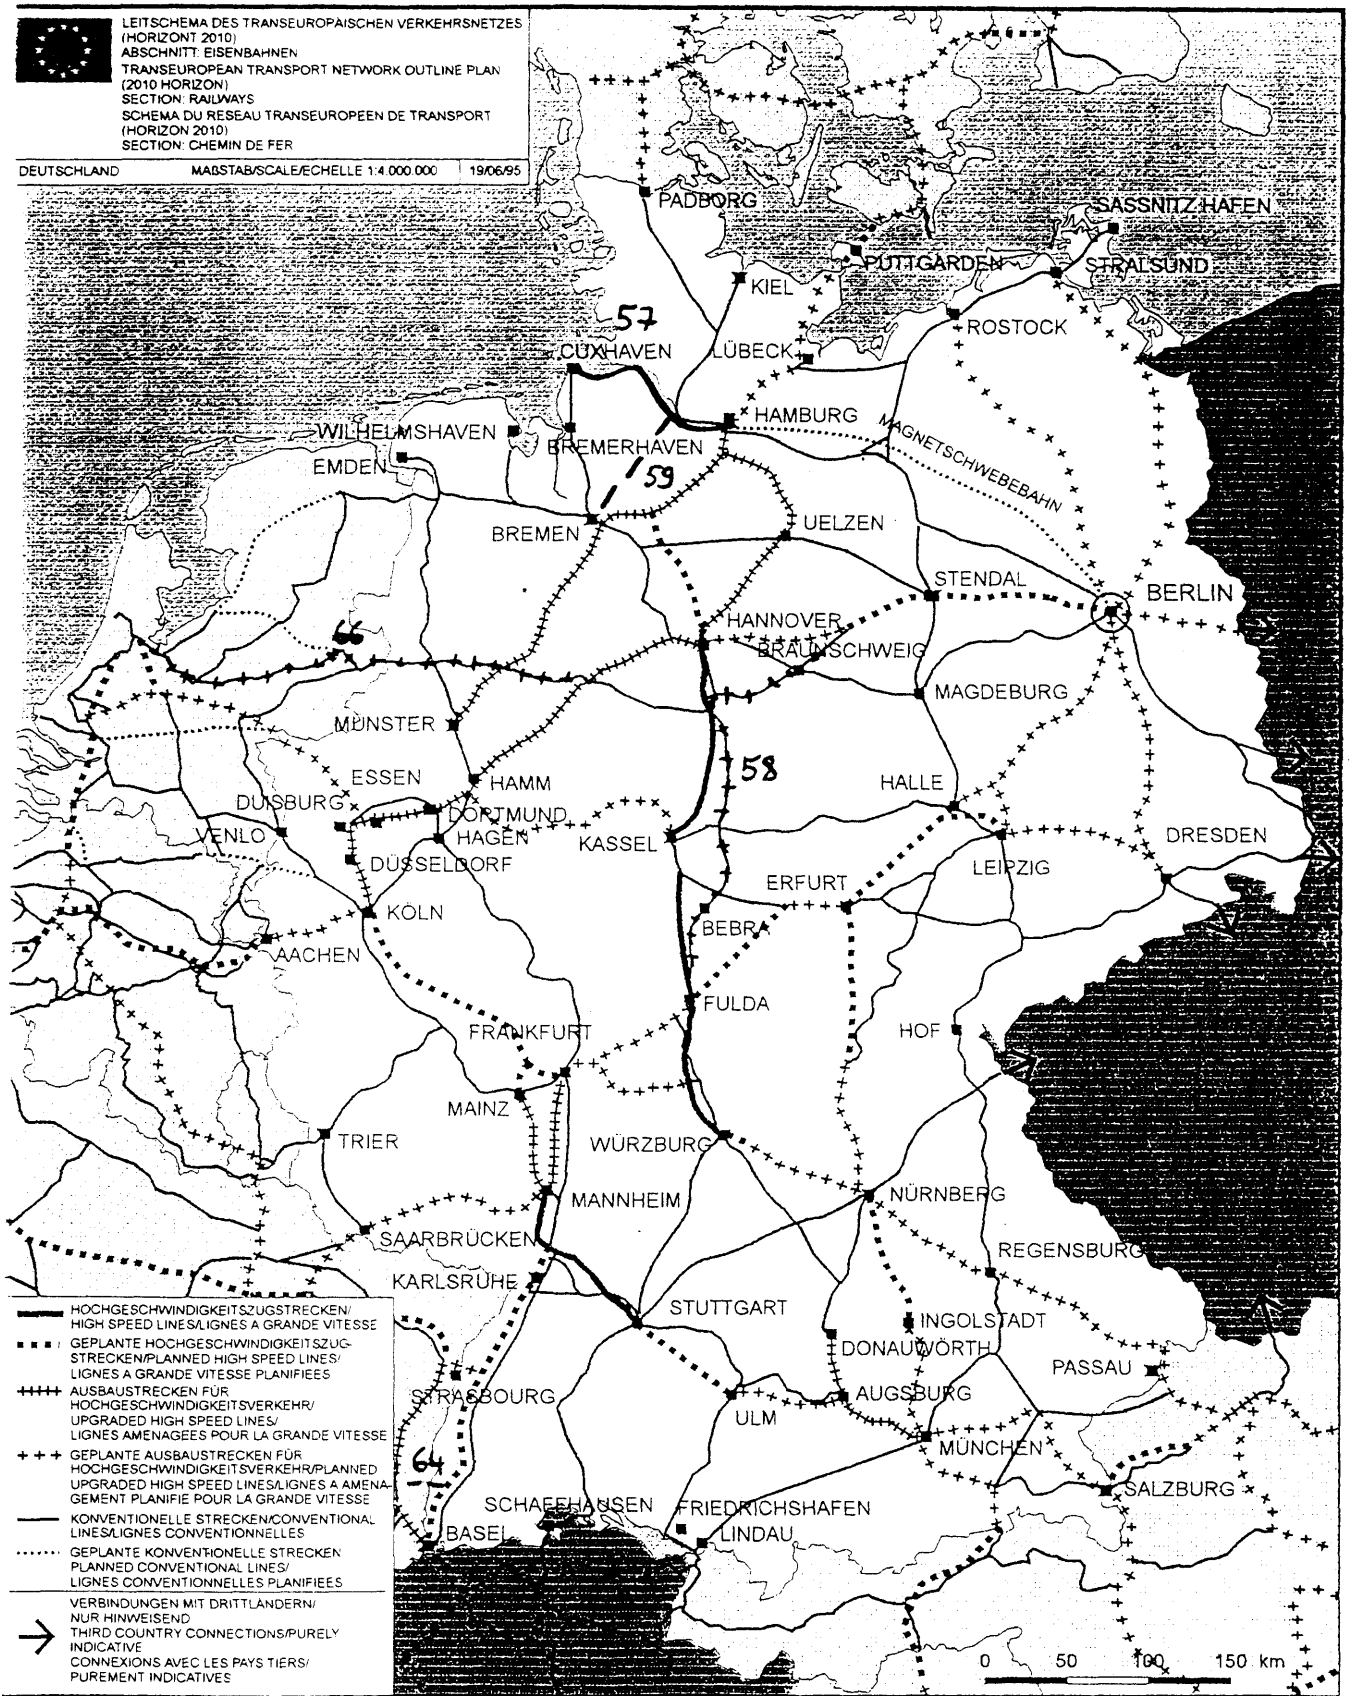 LEITSCHEMA DES TRANSEUROPÄISCHEN VERKEHRSNETZES
(HORIZONT 2010)
ABSCHNITT: EISENBAHNEN
TRANSEUROPEAN TRANSPORT NETWORK OUTLINE PLAN
(2010 HORIZON)
SECTION: RAILWAYS
SCHEMA DU RESEAU TRANSEUROPEEN DE TRANSPORT
(HORIZON 2010)
SECTION: CHEMIN DE FER
DEUTSCHLAND MAßSTAB/SCALE/ECHELLE 1:4.000.000 19/06/95
PADBORG
SASSNITZ HAFEN
PUTTGARDEN
STRALSUND
KIEL
57
ROSTOCK
CUXHAVEN
LÜBECK
HAMBURG
WILHELMSHAVEN
BREMERHAVEN
MAGNETSCHWEBEBAHN
EMDEN
59
BREMEN
UELZEN
STENDAL
BERLIN
HANNOVER
66
BRAUNSCHWEIG
MAGDEBURG
MÜNSTER
58
ESSEN
HAMM
HALLE
DUISBURG
DORTMUND
VENLO
HAGEN
KASSEL
DRESDEN
DÜSSELDORF
LEIPZIG
ERFURT
KÖLN
BEBRA
AACHEN
FULDA
FRANKFURT
HOF
MAINZ
TRIER
WÜRZBURG
MANNHEIM
NÜRNBERG
SAARBRÜCKEN
REGENSBURG
KARLSRUHE
STUTTGART
INGOLSTADT
DONAUWÖRTH
PASSAU
STRASBOURG
AUGSBURG
ULM
MÜNCHEN
64
SALZBURG
SCHAFFHAUSEN
FRIEDRICHSHAFEN
BASEL
LINDAU
HOCHGESCHWINDIGKEITSZUGSTRECKEN/
HIGH SPEED LINES/LIGNES A GRANDE VITESSE
GEPLANTE HOCHGESCHWINDIGKEITSZUG-
STRECKEN/PLANNED HIGH SPEED LINES/
LIGNES A GRANDE VITESSE PLANIFIEES
AUSBAUSTRECKEN FÜR
HOCHGESCHWINDIGKEITSVERKEHR/
UPGRADED HIGH SPEED LINES/
LIGNES AMENAGEES POUR LA GRANDE VITESSE
GEPLANTE AUSBAUSTRECKEN FÜR
HOCHGESCHWINDIGKEITSVERKEHR/PLANNED
UPGRADED HIGH SPEED LINES/LIGNES A AMENA-
GEMENT PLANIFIE POUR LA GRANDE VITESSE
KONVENTIONELLE STRECKEN/CONVENTIONAL
LINES/LIGNES CONVENTIONNELLES
GEPLANTE KONVENTIONELLE STRECKEN
PLANNED CONVENTIONAL LINES/
LIGNES CONVENTIONNELLES PLANIFIEES
VERBINDUNGEN MIT DRITTLANDERN/
NUR HINWEISEND
THIRD COUNTRY CONNECTIONS/PURELY
INDICATIVE
CONNEXIONS AVEC LES PAYS TIERS/
PUREMENT INDICATIVES
0 50 100 150 km